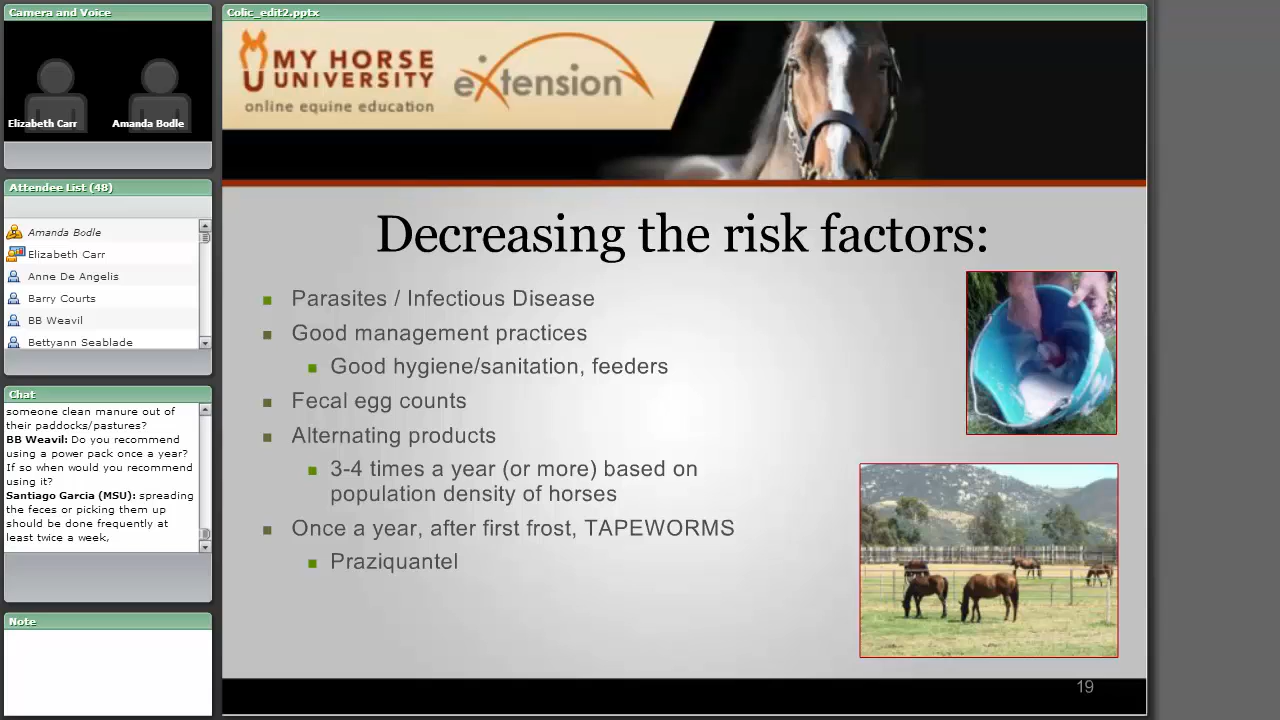 Camera and Voice
Elizabeth Carr
Amanda Bodle
Attendee List (48)
Amanda Bodle
Elizabeth Carr
Anne De Angelis
Barry Courts
BB Weavil
Bettyann Seablade
Chat
someone clean manure out of
their paddocks/pastures?
BB Weavil: Do you recommend
using a power pack once a year?
If so when would you recommend
using it?
Santiago Garcia (MSU): spreading
the feces or picking them up
should be done frequently at
least twice a week,
Note
Colic_edit2.pptx
MY HORSE
UNIVERSITY
online equine education
eXtension
Decreasing the risk factors:
Parasites / Infectious Disease
Good management practices
Good hygiene/sanitation, feeders
Fecal egg counts
Alternating products
3-4 times a year (or more) based on
population density of horses
Once a year, after first frost, TAPEWORMS
Praziquantel
19